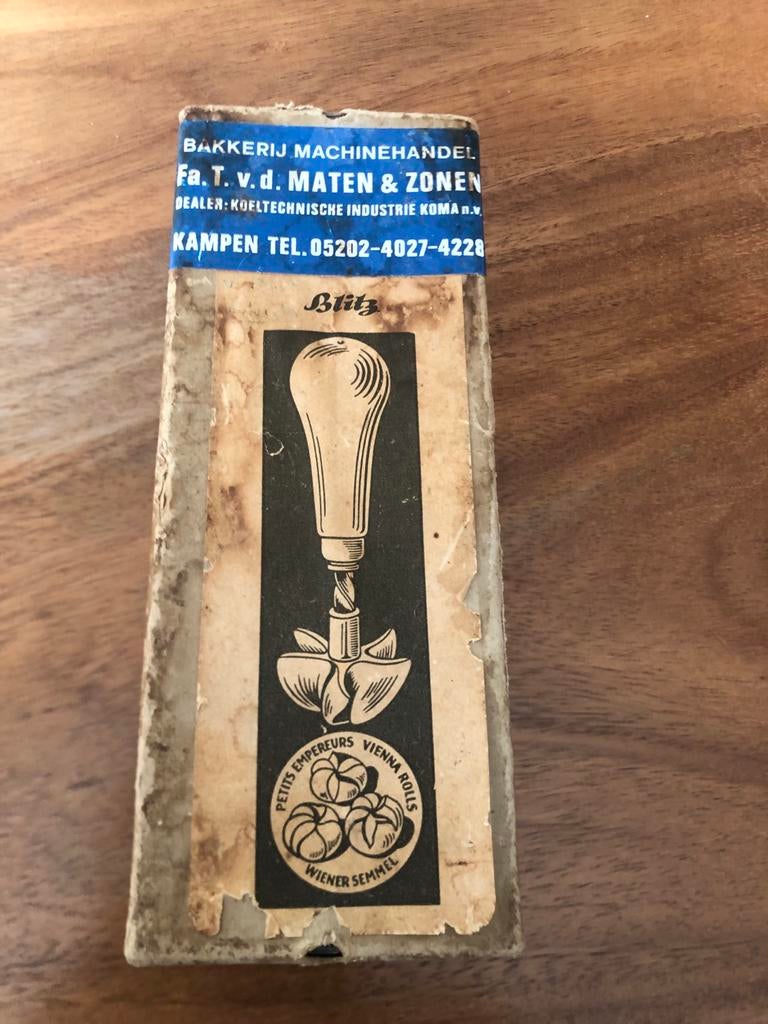 BAKKERIJ MACHINEHANDEL
Fa. T. v.d. MATEN & ZONEN
DEALER: KOELTECHNISCHE INDUSTRIE KOMA n.v.
KAMPEN TEL. 05202-4027-4228
Blitz
PETITS EMPEREURS VIENNA ROLLS
WIENER SEMMEL